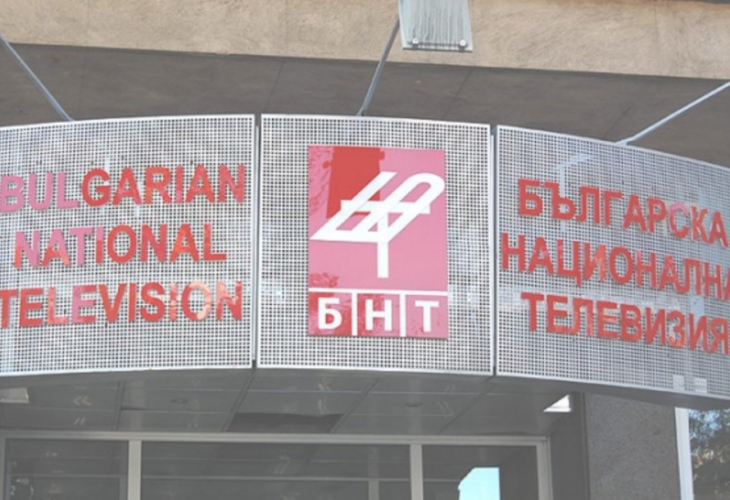 BULGARIAN
NATIONAL
TELEVISION
БНТ
БЪЛГАРСКА
НАЦИОНАЛНА
ТЕЛЕВИЗИЯ